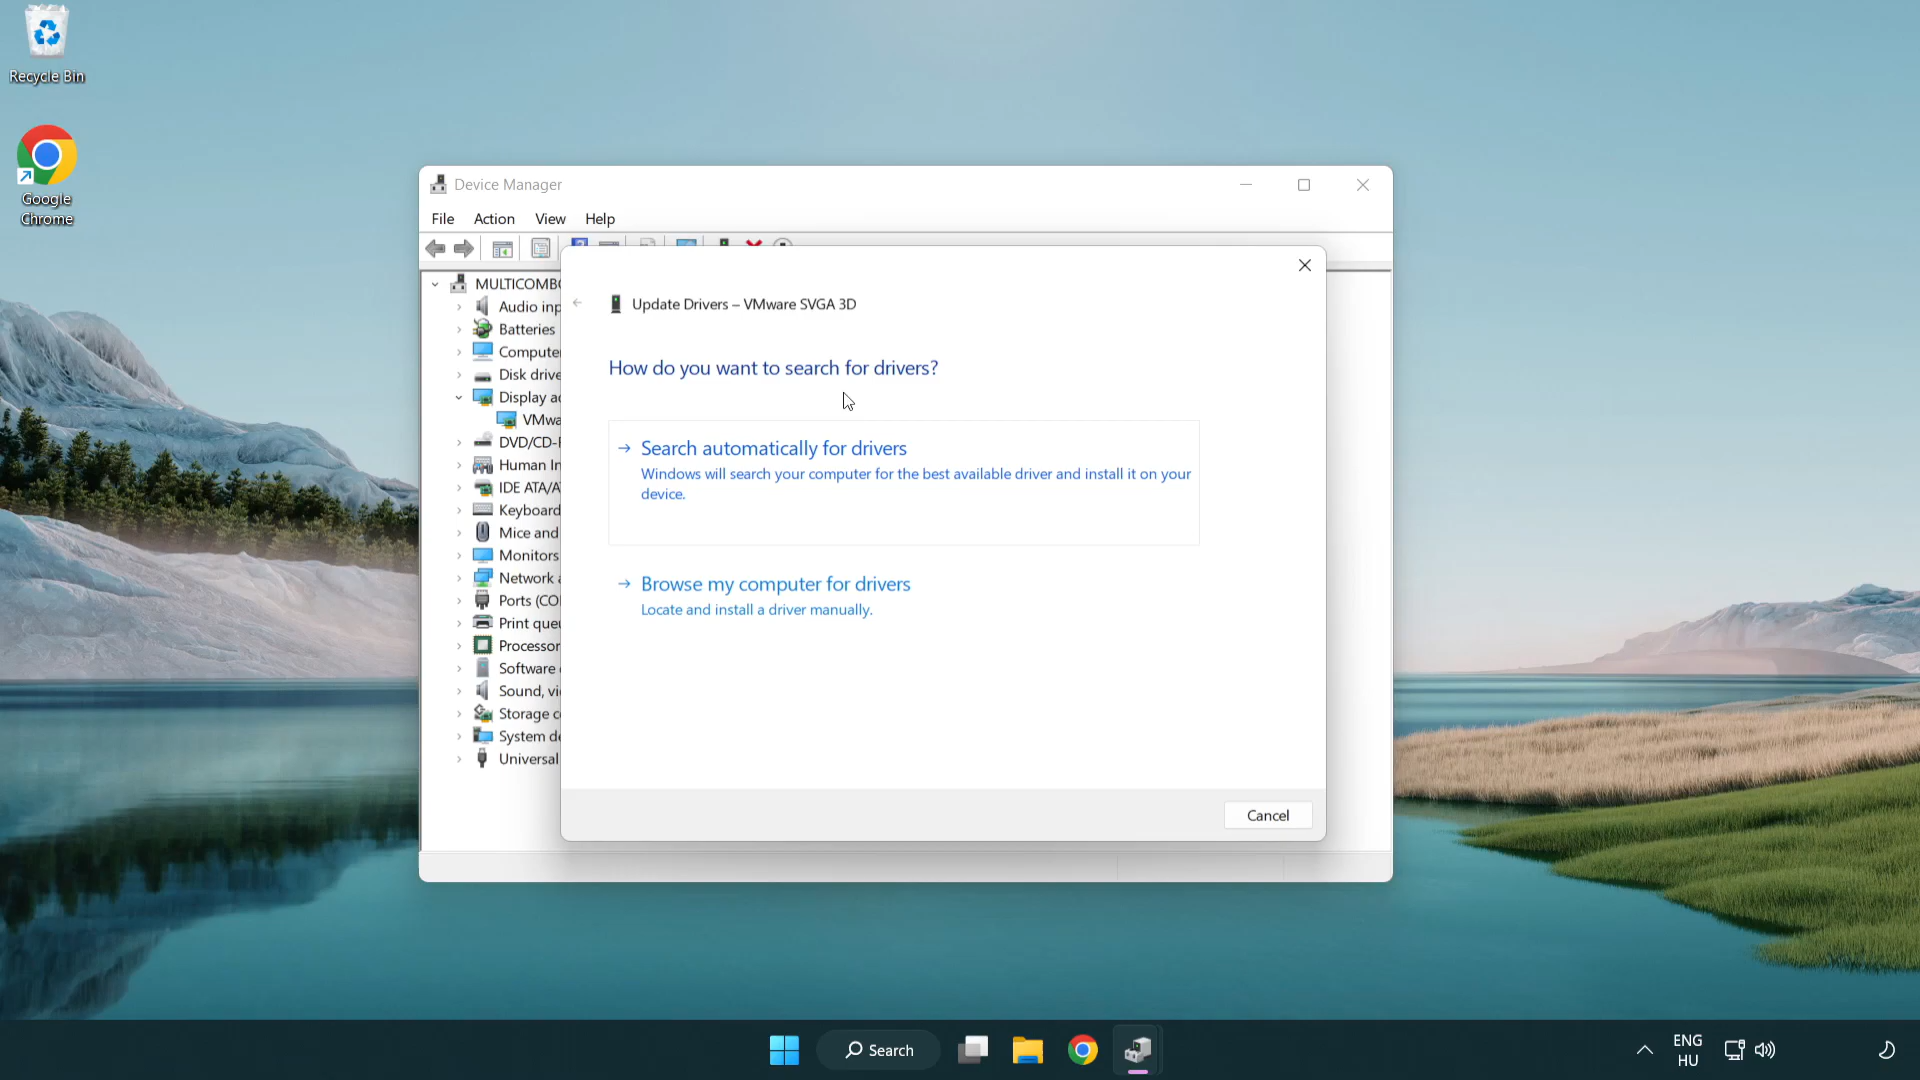 Recycle Bin
Google
Chrome
Device Manager
File Action View Help
MULTICOMBO
Audio inp
Batteries
Compute
Disk drive
Display a
VMwa
DVD/CD-
Human In
IDE ATA/A
Keyboard
Mice and
Monitors
Network a
Ports (CO
Print que
Processor
Software
Sound, vi
Storage c
System de
Universal
Update Drivers – VMware SVGA 3D
How do you want to search for drivers?
→ Search automatically for drivers
Windows will search your computer for the best available driver and install it on your
device.
→ Browse my computer for drivers
Locate and install a driver manually.
Cancel
Search
ENG
HU